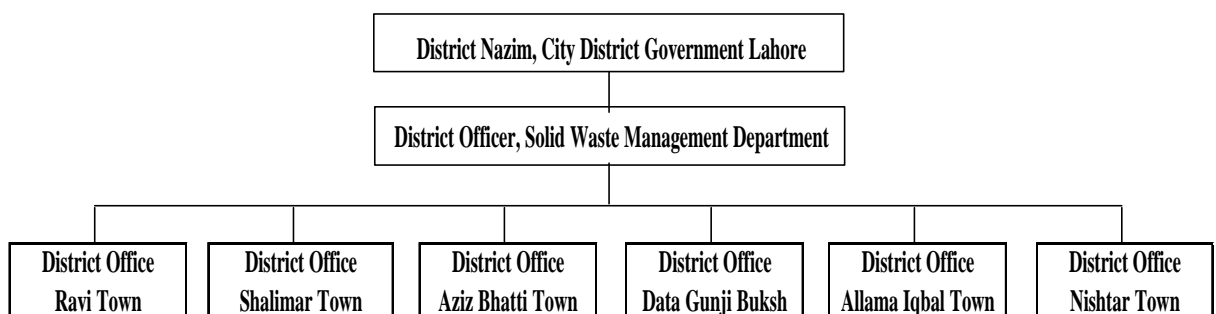 District Nazim, City District Government Lahore
District Officer, Solid Waste Management Department
District Office
Ravi Town
District Office
Shalimar Town
District Office
Aziz Bhatti Town
District Office
Data Gunji Buksh
District Office
Allama Iqbal Town
District Office
Nishtar Town